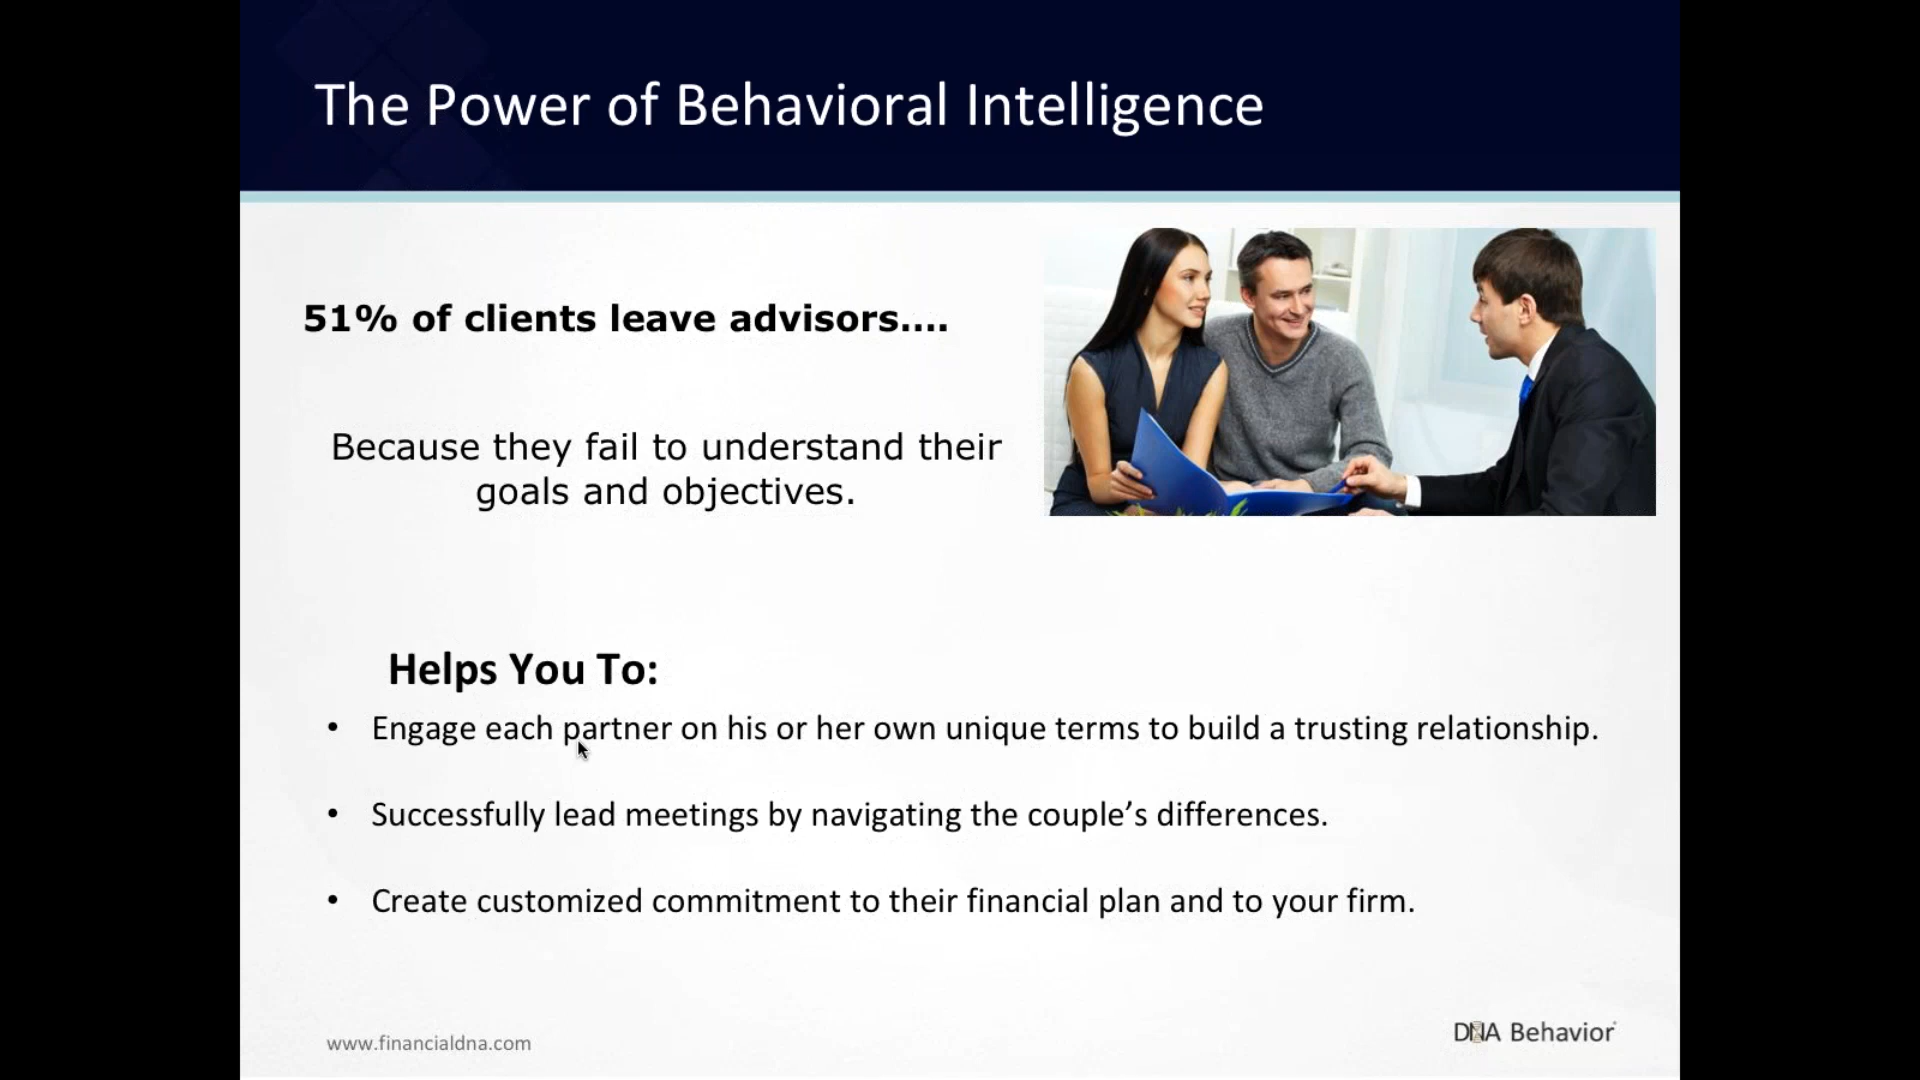 The Power of Behavioral Intelligence
51% of clients leave advisors....
Because they fail to understand their
goals and objectives.
Helps You To:
• Engage each partner on his or her own unique terms to build a trusting relationship.
• Successfully lead meetings by navigating the couple’s differences.
• Create customized commitment to their financial plan and to your firm.
www.financialdna.com
DNA Behavior